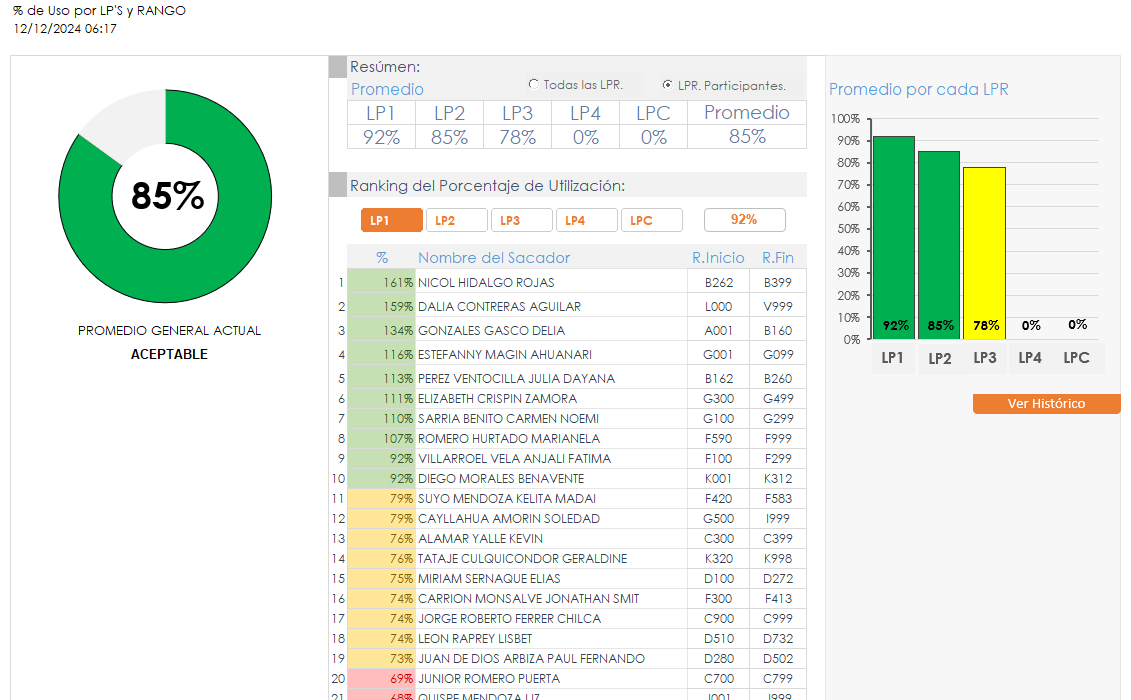 % de Uso por LP'S y RANGO
12/12/2024 06:17
85%
PROMEDIO GENERAL ACTUAL
ACEPTABLE
Resúmen:
Promedio
Todas las LPR.
LPR. Participantes.
LP1 LP2 LP3 LP4 LPC Promedio
92% 85% 78% 0% 0% 85%
Ranking del Porcentaje de Utilización:
LP1 LP2 LP3 LP4 LPC 92%
% Nombre del Sacador R.Inicio R.Fin
1 161% NICOL HIDALGO ROJAS B262 B399
2 159% DALIA CONTRERAS AGUILAR L000 V999
3 134% GONZALES GASCO DELIA A001 B160
4 116% ESTEFANNY MAGIN AHUANARI G001 G099
5 113% PEREZ VENTOCILLA JULIA DAYANA B162 B260
6 111% ELIZABETH CRISPIN ZAMORA G300 G499
7 110% SARRIA BENITO CARMEN NOEMI G100 G299
8 107% ROMERO HURTADO MARIANELA F590 F999
9 92% VILLARROEL VELA ANJALI FATIMA F100 F299
10 92% DIEGO MORALES BENAVENTE K001 K312
11 79% SUYO MENDOZA KELITA MADAI F420 F583
12 79% CAYLLAHUA AMORIN SOLEDAD G500 I999
13 76% ALAMAR YALLE KEVIN C300 C399
14 76% TATAJE CULQUICONDOR GERALDINE K320 K998
15 75% MIRIAM SERNAQUE ELIAS D100 D272
16 74% CARRION MONSALVE JONATHAN SMIT F300 F413
17 74% JORGE ROBERTO FERRER CHILCA C900 C999
18 74% LEON RAPREY LISBET D510 D732
19 73% JUAN DE DIOS ARBIZA PAUL FERNANDO D280 D502
20 69% JUNIOR ROMERO PUERTA C700 C799
21 68% QUISPE MENDOZA LIZ J001 J999
Promedio por cada LPR
100%
90%
80%
70%
60%
50%
40%
30%
20%
10%
0%
92% 85% 78% 0% 0%
LP1 LP2 LP3 LP4 LPC
Ver Histórico